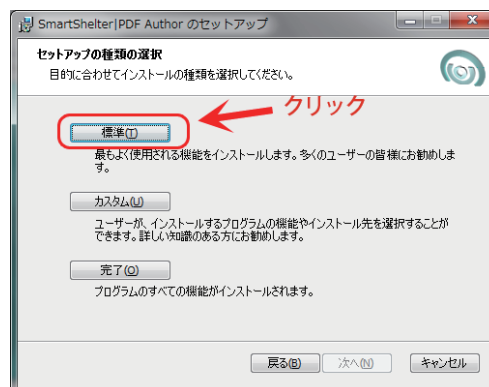 SmartShelter|PDF Author のセットアップ
セットアップの種類の選択
目的に合わせてインストールの種類を選択してください。
クリック
標準(T)
最もよく使用される機能をインストールします。多くのユーザーの皆様にお勧めしま
す。
カスタム(U)
ユーザーが、インストールするプログラムの機能やインストール先を選択することが
できます。詳しい知識のある方にお勧めします。
完了(O)
プログラムのすべての機能がインストールされます。
戻る(B) 次へ(N) キャンセル